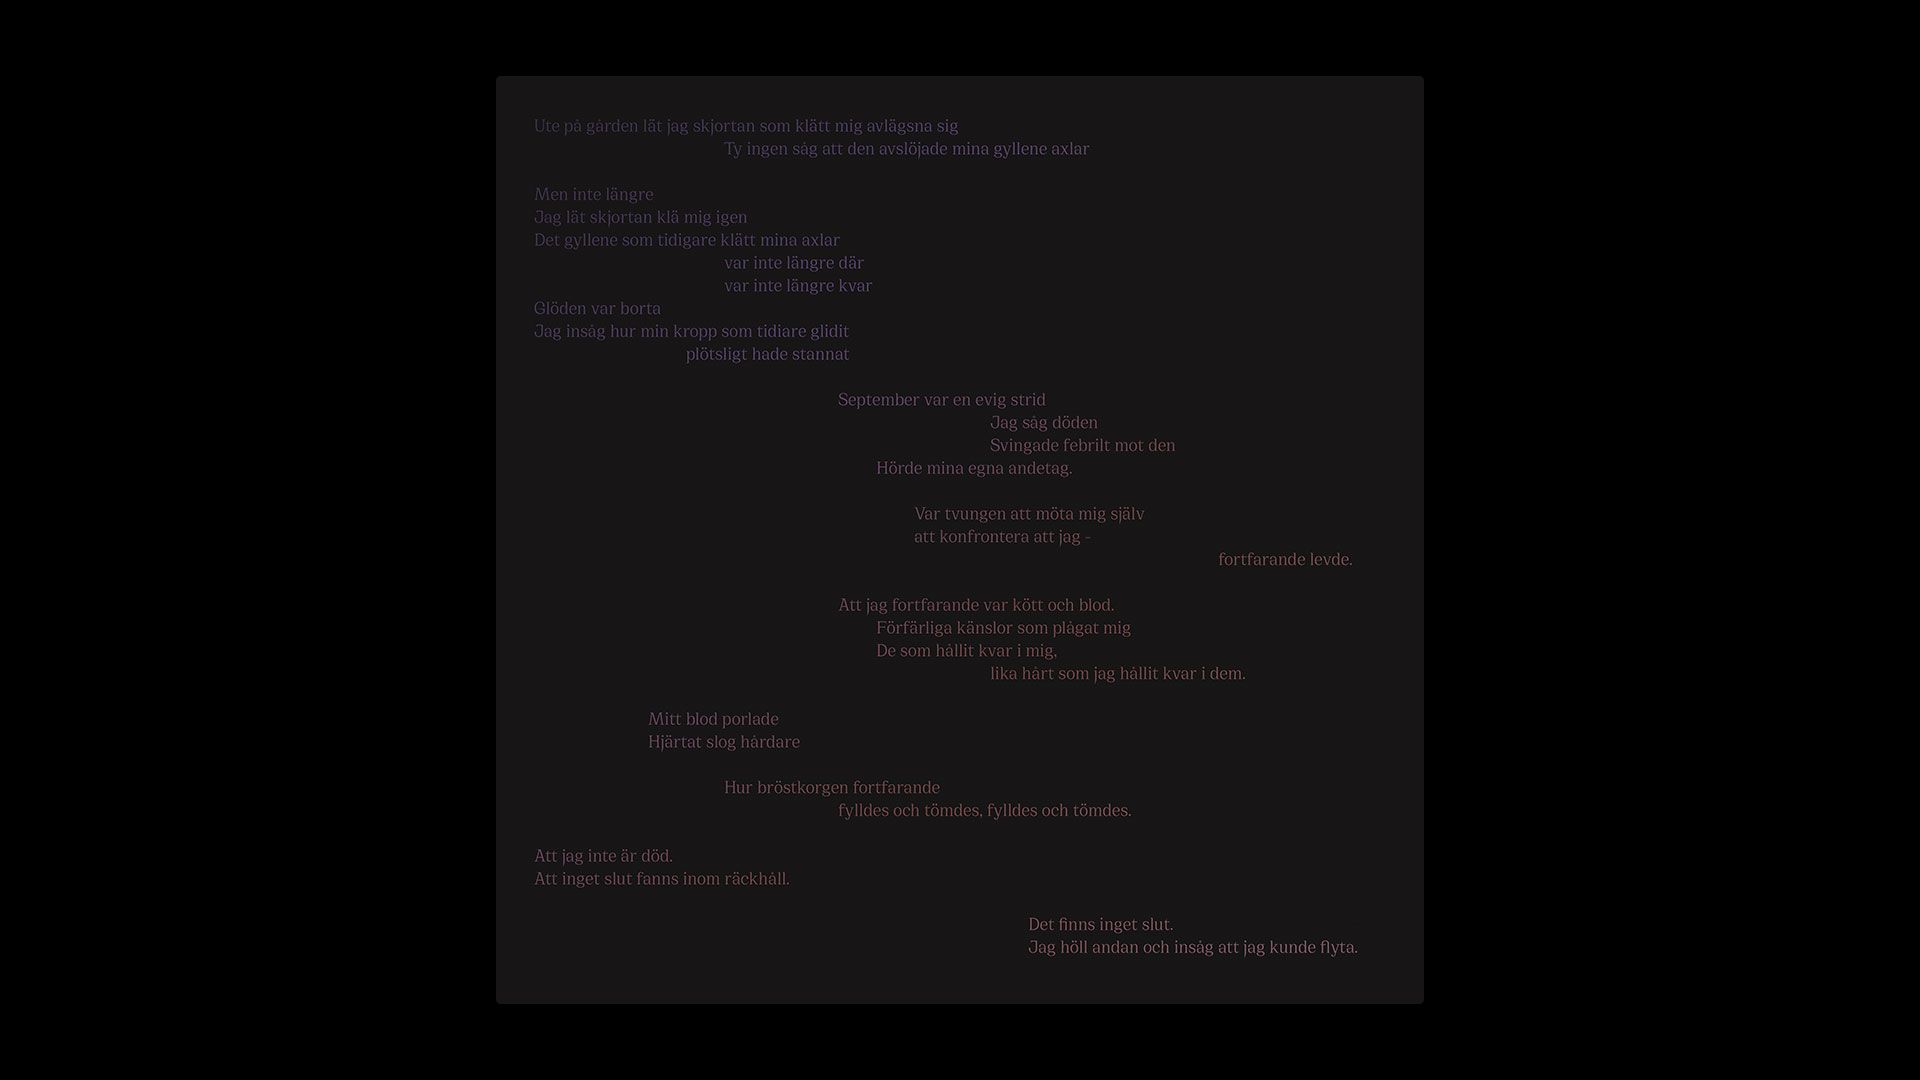 Ute på gården lät jag skjortan som klätt mig avlägsna sig
Ty ingen såg att den avslöjade mina gyllene axlar
Men inte längre
Jag lät skjortan klä mig igen
Det gyllene som tidigare klätt mina axlar
var inte längre där
var inte längre kvar
Glöden var borta
Jag insåg hur min kropp som tidiare glidit
plötsligt hade stannat
September var en evig strid
Jag såg döden
Svingade febrilt mot den
Hörde mina egna andetag.
Var tvungen att möta mig själv
att konfrontera att jag -
fortfarande levde.
Att jag fortfarande var kött och blod.
Förfärliga känslor som plågat mig
De som hållit kvar i mig,
lika hårt som jag hållit kvar i dem.
Mitt blod porlade
Hjärtat slog hårdare
Hur bröstkorgen fortfarande
fylldes och tömdes, fylldes och tömdes.
Att jag inte är död.
Att inget slut fanns inom räckhåll.
Det finns inget slut.
Jag höll andan och insåg att jag kunde flyta.